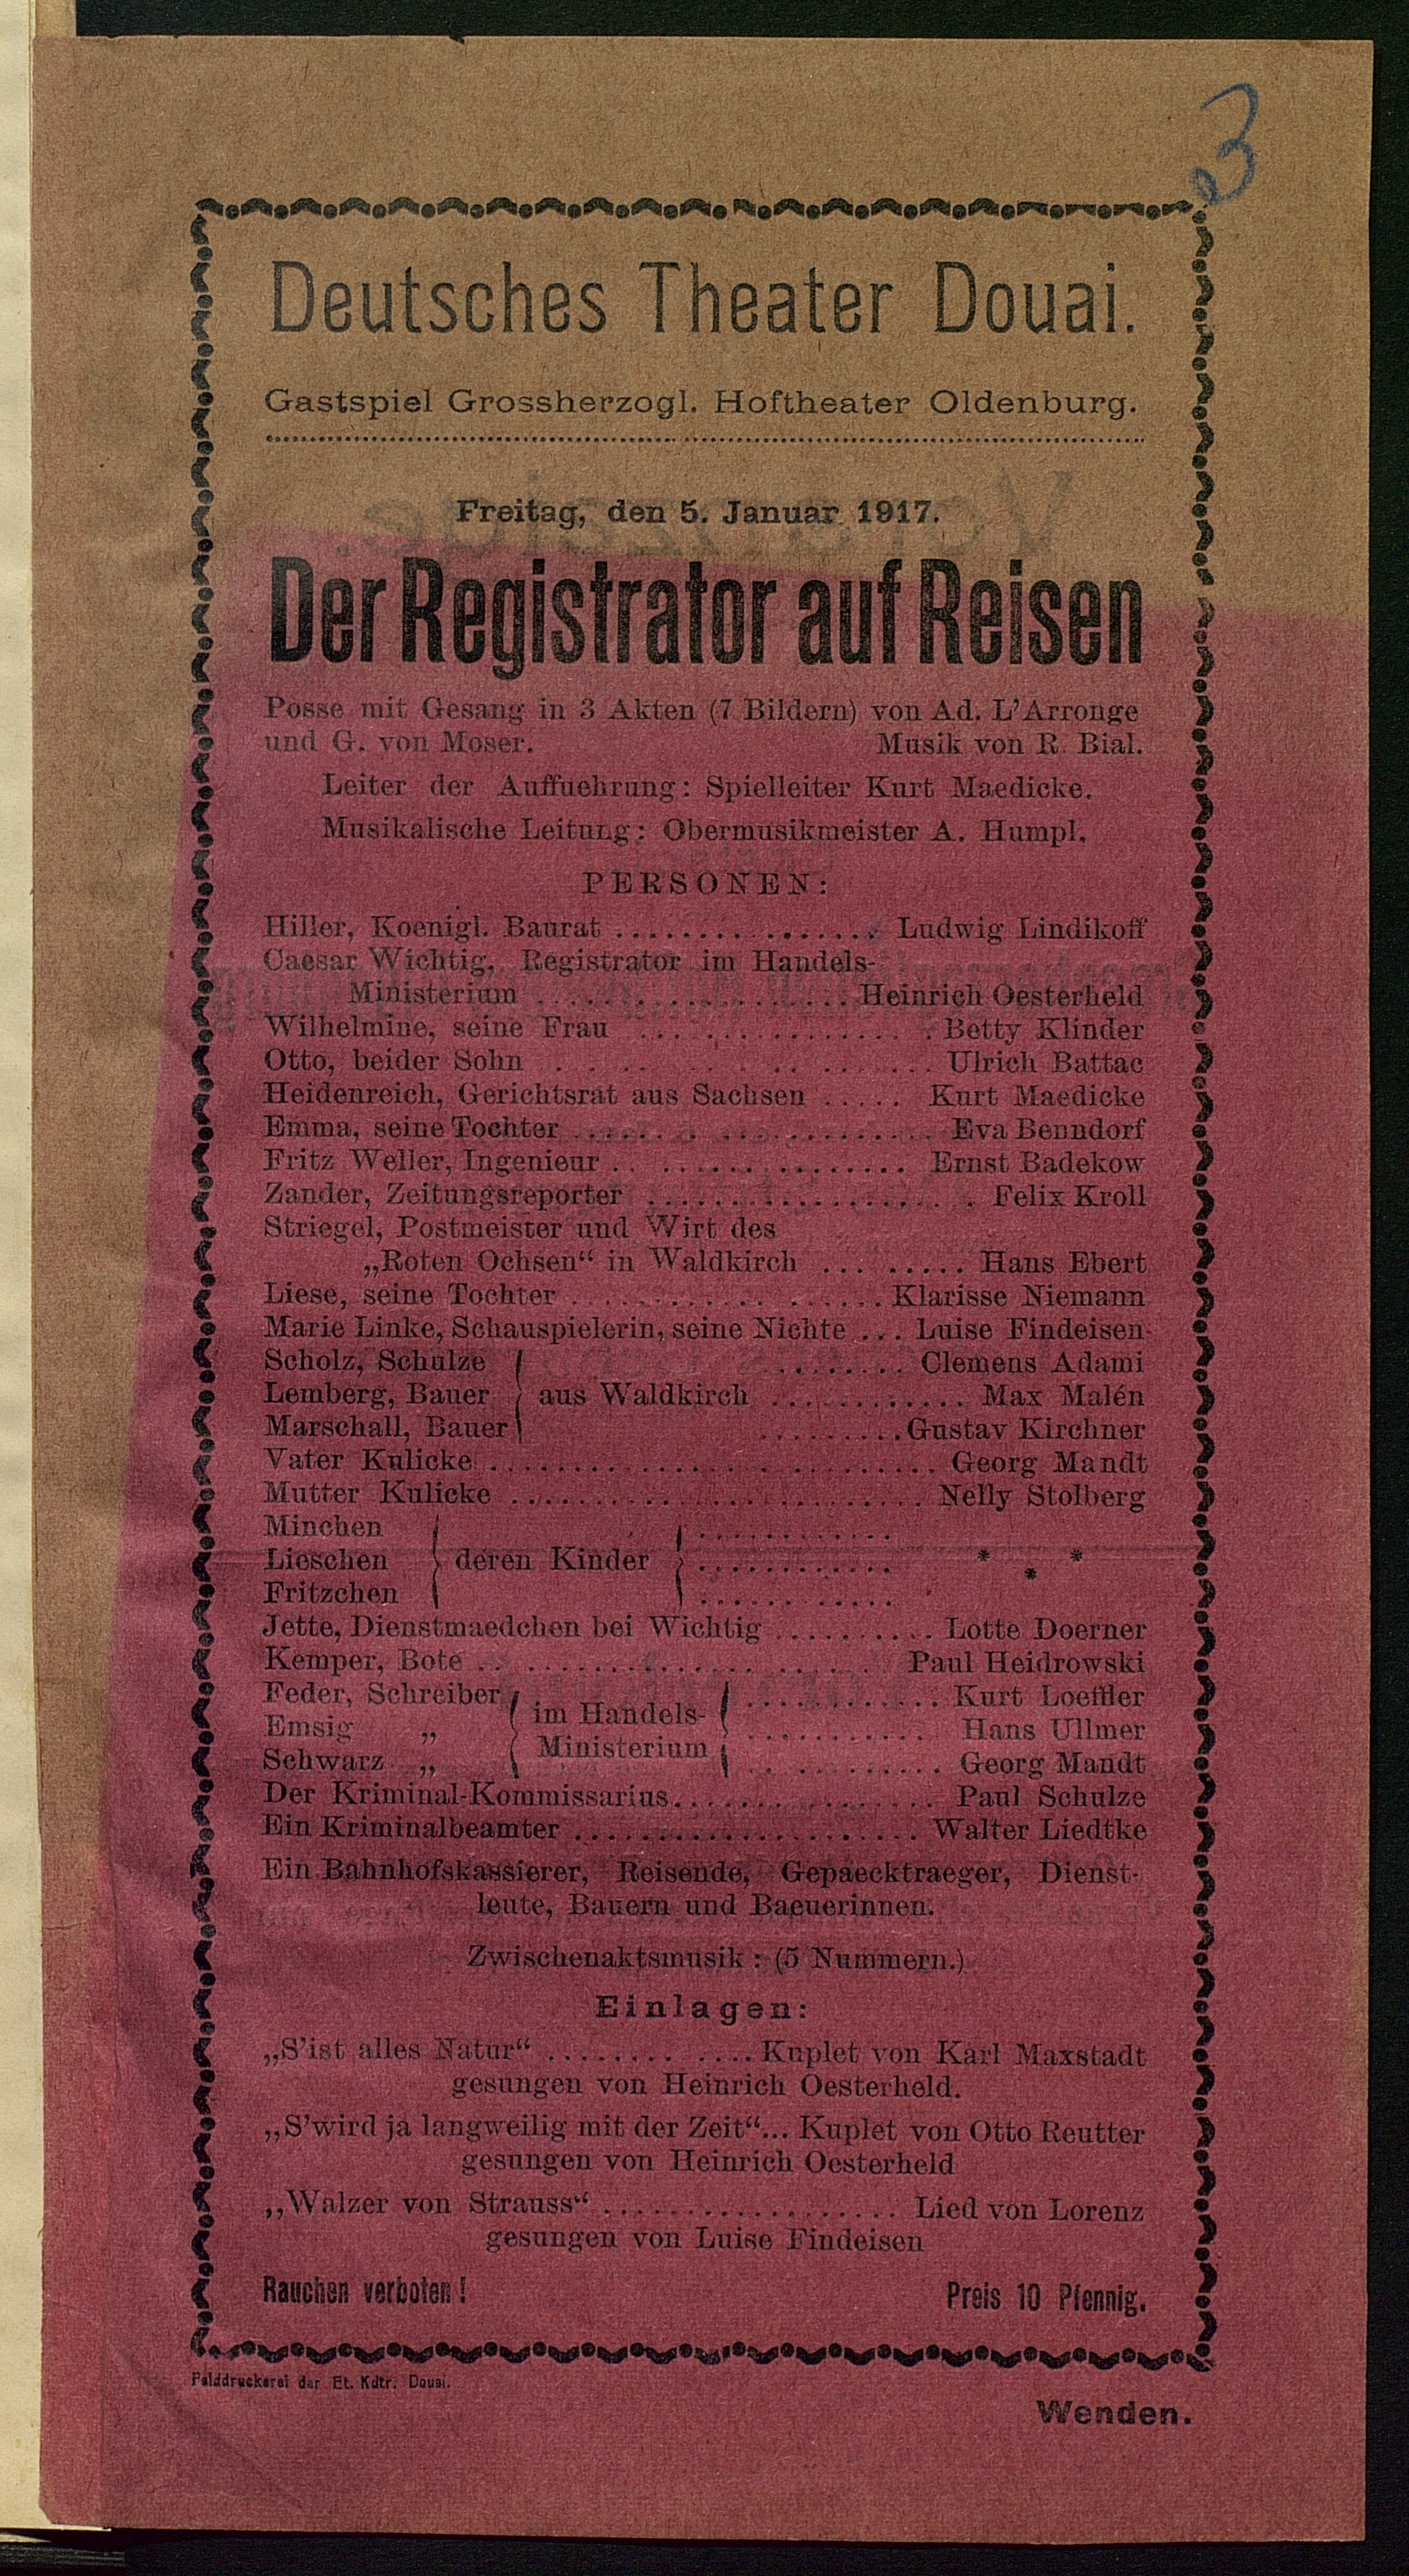 3
Deutsches Theater Douai.
Gastspiel Grossherzogl. Hoftheater Oldenburg.
Freitag, den 5. Januar 1917.
Der Registrator auf Reisen
Posse mit Gesang in 3 Akten (7 Bildern) von Ad. L'Arronge
und G. von Moser. Musik von R. Bial.
Leiter der Auffuehrung: Spielleiter Kurt Maedicke.
Musikalische Leitung: Obermusikmeister A. Humpl.
PERSONEN:
Hiller, Koenigl. Baurat ................ Ludwig Lindikoff
Caesar Wichtig, Registrator im Handels-
Ministerium ................... Heinrich Oesterheld
Wilhelmine, seine Frau .................. Betty Klinder
Otto, beider Sohn ..................... Ulrich Battac
Heidenreich, Gerichtsrat aus Sachsen ..... Kurt Maedicke
Emma, seine Tochter ...................... Eva Benndorf
Fritz Weller, Ingenieur .................. Ernst Badekow
Zander, Zeitungsreporter .................... Felix Kroll
Striegel, Postmeister und Wirt des
„Roten Ochsen“ in Waldkirch ......... Hans Ebert
Liese, seine Tochter ................... Klarisse Niemann
Marie Linke, Schauspielerin, seine Nichte ... Luise Findeisen
Scholz, Schulze ........ Clemens Adami
Lemberg, Bauer aus Waldkirch ............ Max Malén
Marschall, Bauer ......... Gustav Kirchner
Vater Kulicke ........................... Georg Mandt
Mutter Kulicke ......................... Nelly Stolberg
Minchen ............
Lieschen deren Kinder ............ * * *
Fritzchen ............
Jette, Dienstmaedchen bei Wichtig .......... Lotte Doerner
Kemper, Bote ....................... Paul Heidrowski
Feder, Schreiber im Handels- ............ Kurt Loeffler
Emsig „ ........... Hans Ullmer
Schwarz „ Ministerium ............ Georg Mandt
Der Kriminal-Kommissarius................ Paul Schulze
Ein Kriminalbeamter ..................... Walter Liedtke
Ein Bahnhofskassierer, Reisende, Gepaecktraeger, Dienst-
leute, Bauern und Baeuerinnen.
Zwischenaktsmusik : (5 Nummern.)
Einlagen:
„S'ist alles Natur“ ............ Kuplet von Karl Maxstadt
gesungen von Heinrich Oesterheld.
„S'wird ja langweilig mit der Zeit“... Kuplet von Otto Reutter
gesungen von Heinrich Oesterheld
„Walzer von Strauss“ .................. Lied von Lorenz
gesungen von Luise Findeisen
Rauchen verboten! Preis 10 Pfennig.
Felddruckerei der Et. Kdtr. Douai.
Wenden.